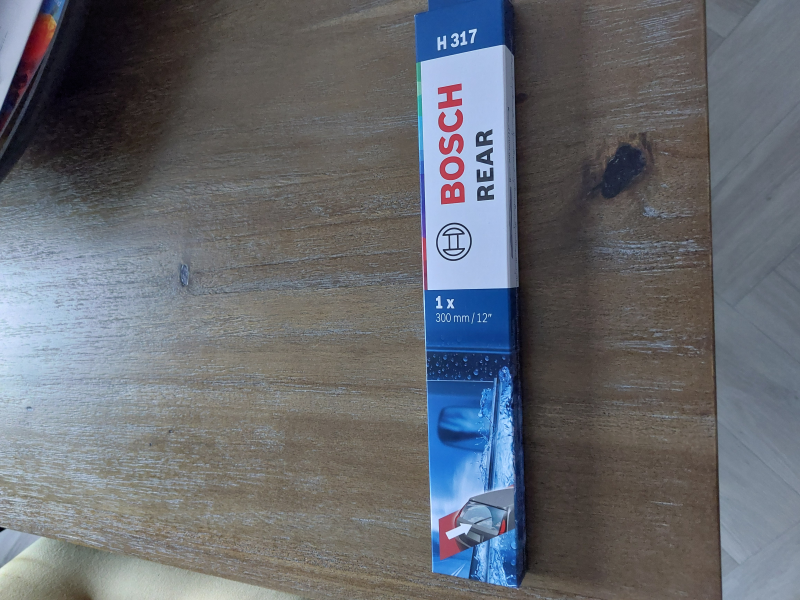 H 317
BOSCH
REAR
1 x
300 mm / 12"